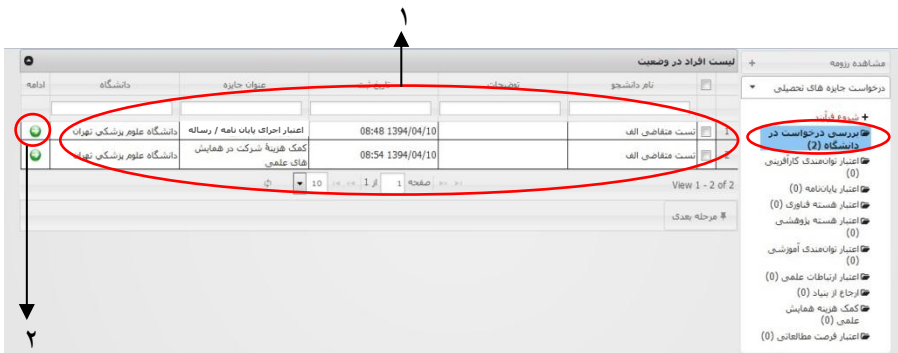 ۱
لیست افراد در وضعیت
نام دانشجو توضیحات تاریخ ثبت عنوان جایزه دانشگاه ادامه
1 تست متقاضی الف 1394/04/10 08:48 اعتبار اجرای پایان نامه / رساله دانشگاه علوم پزشکی تهران
2 تست متقاضی الف 1394/04/10 08:54 کمک هزینهٔ شرکت در همایش
های علمی
دانشگاه علوم پزشکی تهران
View 1 - 2 of 2
صفحه 1 از 1
10
مرحله بعدی
مشاهده رزومه +
درخواست جایزه های تحصیلی
+ شروع فرآیند
بررسی درخواست در
دانشگاه (2)
اعتبار توانمندی کارآفرینی
(0)
اعتبار پایاننامه (0)
اعتبار هسته فناوری (0)
اعتبار هسته پژوهشی
(0)
اعتبار توانمندی آموزشی
(0)
اعتبار ارتباطات علمی (0)
ارجاع از بنیاد (0)
کمک هزینه همایش
علمی (0)
اعتبار فرصت مطالعاتی (0)
۲